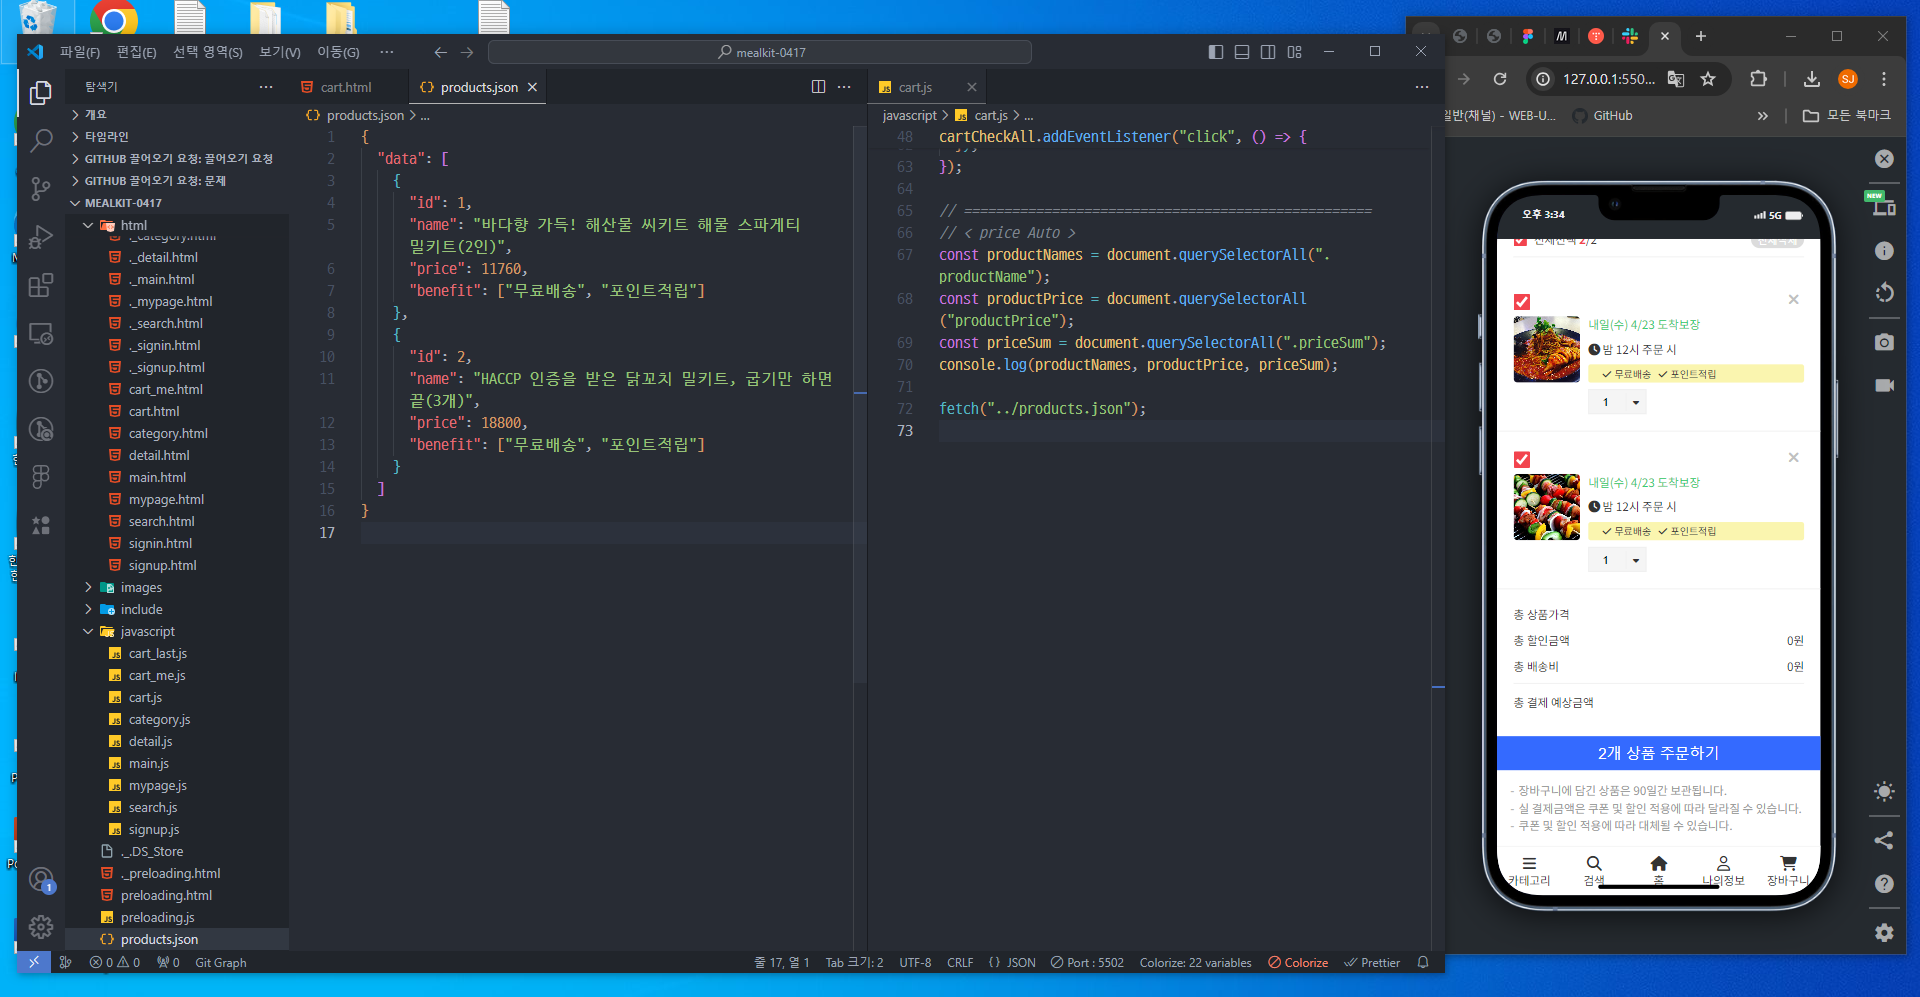 파일(F) 편집(E) 선택 영역(S) 보기(V) 이동(G) ···
mealkit-0417
탐색기 ···
개요
타임라인
GITHUB 끌어오기 요청: 끌어오기 요청
GITHUB 끌어오기 요청: 문제
MEALKIT-0417
html
._category.html
._detail.html
._main.html
._mypage.html
._search.html
._signin.html
._signup.html
cart_me.html
cart.html
category.html
detail.html
main.html
mypage.html
search.html
signin.html
signup.html
images
include
javascript
cart_last.js
cart_me.js
cart.js
category.js
detail.js
main.js
mypage.js
search.js
signup.js
._.DS_Store
._preloading.html
preloading.html
preloading.js
products.json
1
cart.html products.json
products.json > ...
1 {
2 "data": [
3 {
4 "id": 1,
5 "name": "바다향 가득! 해산물 씨키트 해물 스파게티
밀키트(2인)",
6 "price": 11760,
7 "benefit": ["무료배송", "포인트적립"]
8 },
9 {
10 "id": 2,
11 "name": "HACCP 인증을 받은 닭꼬치 밀키트, 굽기만 하면
끝(3개)",
12 "price": 18800,
13 "benefit": ["무료배송", "포인트적립"]
14 }
15 ]
16 }
17
cart.js
javascript > cart.js > ...
48 cartCheckAll.addEventListener("click", () => {
63 });
64
65 // ===================================================
66 // < price Auto >
67 const productNames = document.querySelectorAll(".
productName");
68 const productPrice = document.querySelectorAll
("productPrice");
69 const priceSum = document.querySelectorAll(".priceSum");
70 console.log(productNames, productPrice, priceSum);
71
72 fetch("../products.json");
73
0 0 0 Git Graph
줄 17, 열 1 Tab 크기: 2 UTF-8 CRLF {} JSON Port : 5502 Colorize: 22 variables Colorize Prettier
127.0.0.1:550...
SJ
일반(채널) - WEB-U... GitHub » 모든 북마크
NEW
오후 3:34 5G
전체선택 2/2
내일(수) 4/23 도착보장
밤 12시 주문 시
무료배송 포인트적립
1
내일(수) 4/23 도착보장
밤 12시 주문 시
무료배송 포인트적립
1
총 상품가격
총 할인금액 0원
총 배송비 0원
총 결제 예상금액
2개 상품 주문하기
- 장바구니에 담긴 상품은 90일간 보관됩니다.
- 실 결제금액은 쿠폰 및 할인 적용에 따라 달라질 수 있습니다.
- 쿠폰 및 할인 적용에 따라 대체될 수 있습니다.
카테고리 검색 홈 나의정보 장바구니